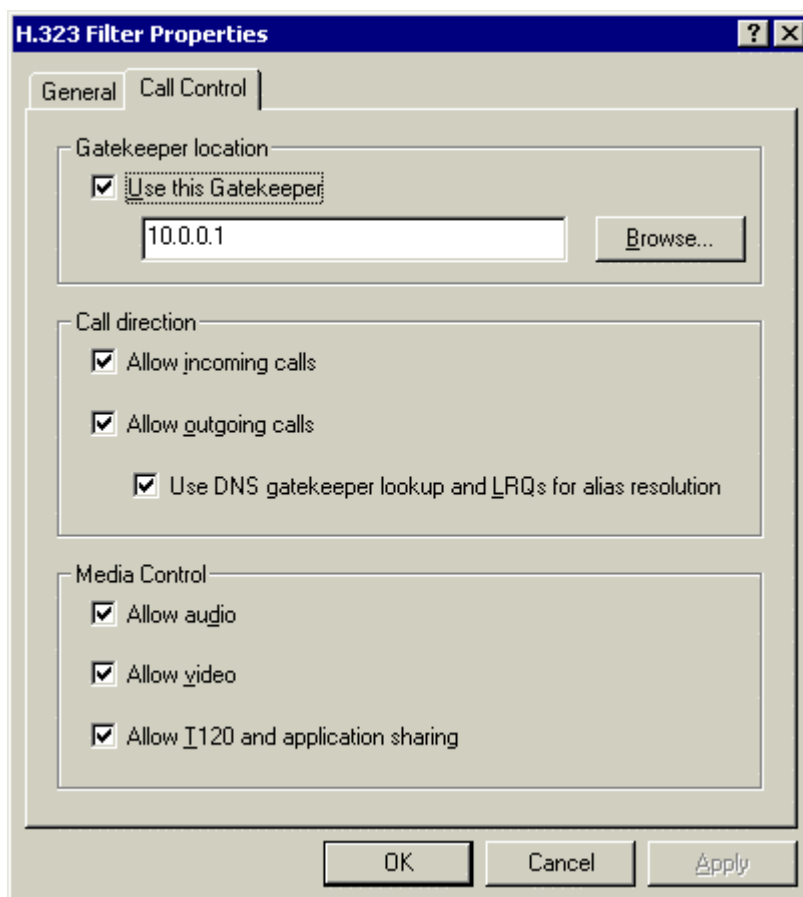 H.323 Filter Properties
General
Call Control
Gatekeeper location
Use this Gatekeeper
10.0.0.1
Browse...
Call direction
Allow incoming calls
Allow outgoing calls
Use DNS gatekeeper lookup and LRQs for alias resolution
Media Control
Allow audio
Allow video
Allow T120 and application sharing
OK
Cancel
Apply